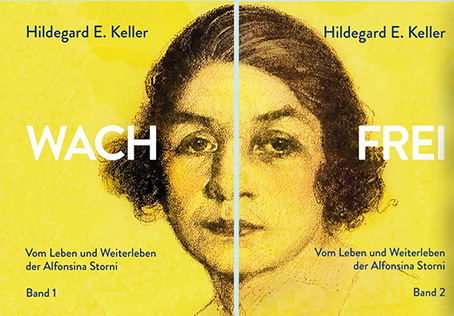 Hildegard E. Keller
WACH
Vom Leben und Weiterleben
der Alfonsina Storni
Band 1
Hildegard E. Keller
FREI
Vom Leben und Weiterleben
der Alfonsina Storni
Band 2